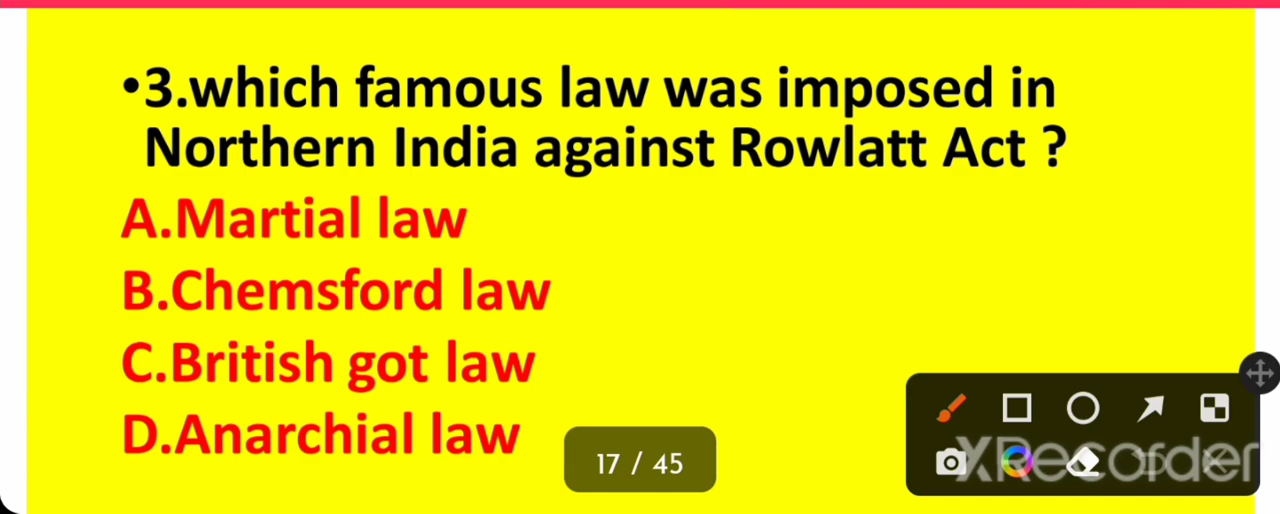 •3.which famous law was imposed in
Northern India against Rowlatt Act ?
A.Martial law
B.Chemsford law
C.British got law
D.Anarchial law
17 / 45
XRecorder